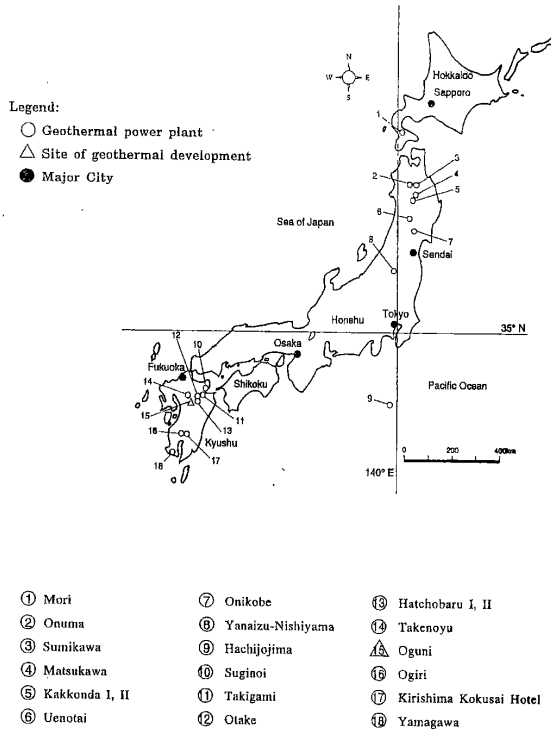 N
W E
S
Hokkaido
Sapporo
Legend:
Geothermal power plant
Site of geothermal development
Major City
1
2
3
4
5
6
7
8
Sea of Japan
Sendai
Honshu
Tokyo
35° N
12
10
Osaka
Fukuoka
Shikoku
14
15
11
13
9
Pacific Ocean
16
Kyushu
17
18
140° E
0 200 400km
① Mori
② Onuma
③ Sumikawa
④ Matsukawa
⑤ Kakkonda I, II
⑥ Uenotai
⑦ Onikobe
⑧ Yanaizu-Nishiyama
⑨ Hachijojima
⑩ Suginoi
⑪ Takigami
⑫ Otake
⑬ Hatchobaru I, II
⑭ Takenoyu
15 Oguni
⑯ Ogiri
⑰ Kirishima Kokusai Hotel
⑱ Yamagawa